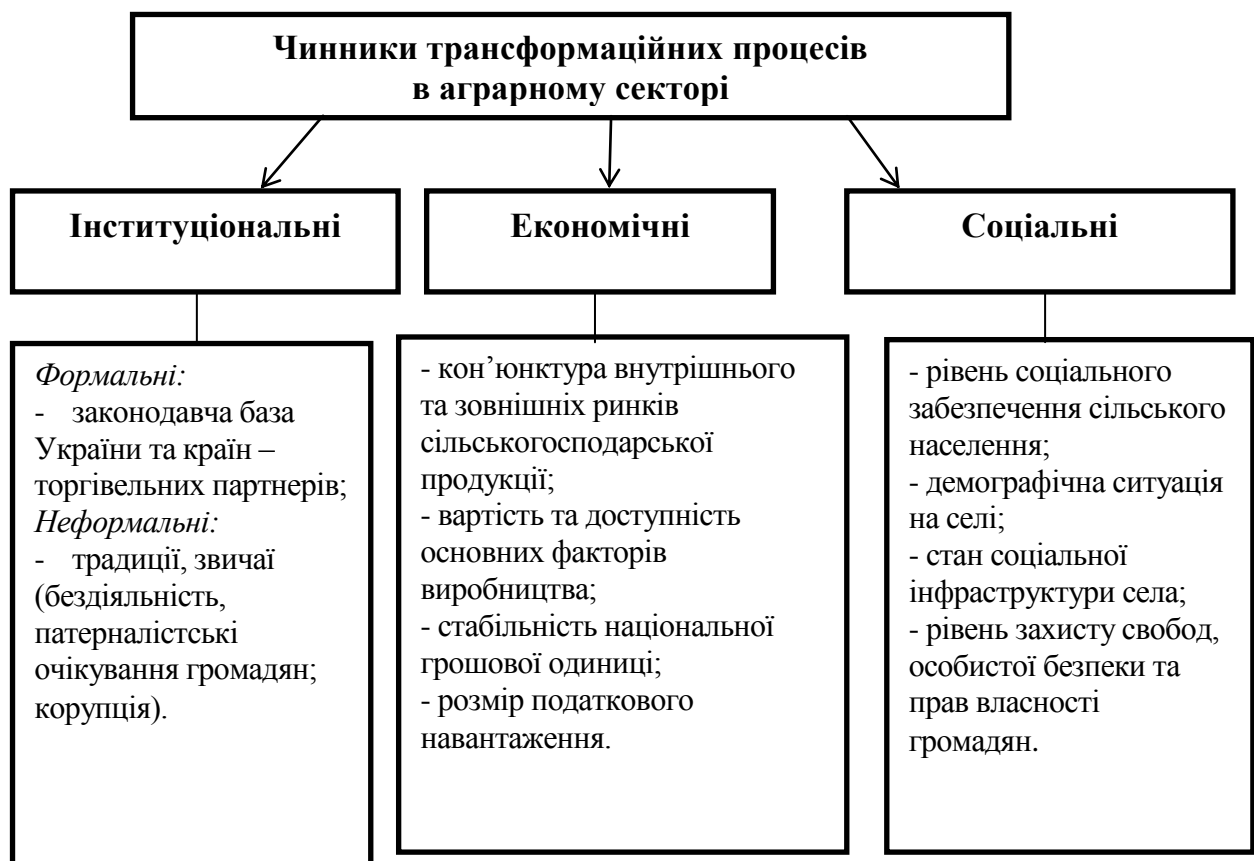 Чинники трансформаційних процесів
в аграрному секторі
Інституціональні
Економічні
Соціальні
Формальні:
- законодавча база
України та країн –
торгівельних партнерів;
Неформальні:
- традиції, звичаї
(бездіяльність,
патерналістські
очікування громадян;
корупція).
- кон’юнктура внутрішнього
та зовнішніх ринків
сільськогосподарської
продукції;
- вартість та доступність
основних факторів
виробництва;
- стабільність національної
грошової одиниці;
- розмір податкового
навантаження.
- рівень соціального
забезпечення сільського
населення;
- демографічна ситуація
на селі;
- стан соціальної
інфраструктури села;
- рівень захисту свобод,
особистої безпеки та
прав власності
громадян.